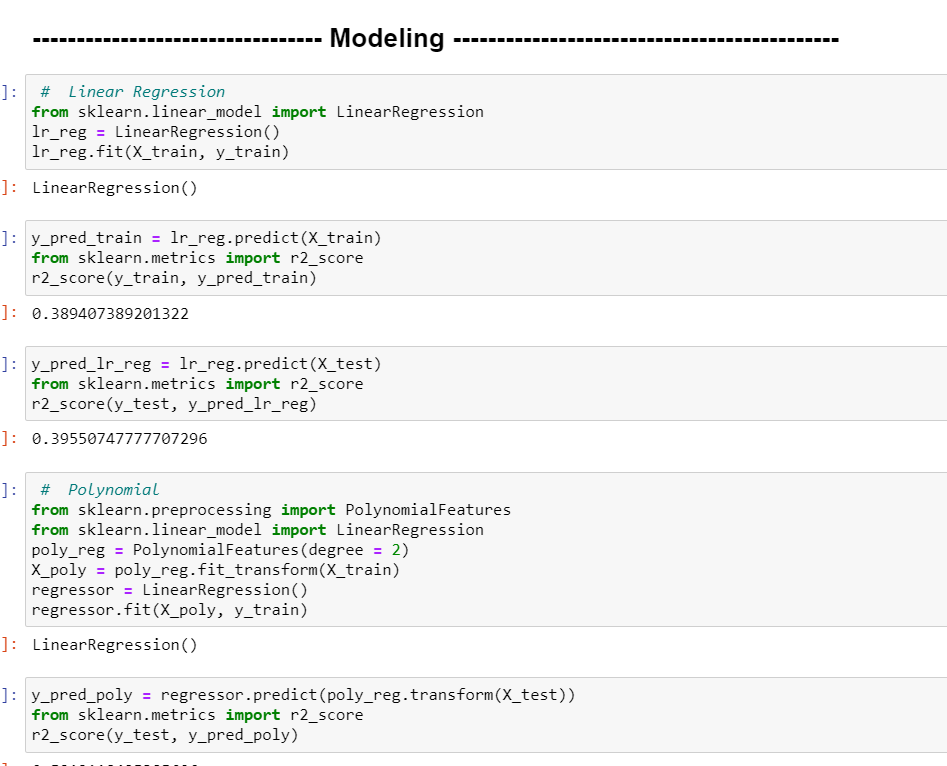 --------------------------------- Modeling --------------------------------------------
]: # Linear Regression
from sklearn.linear_model import LinearRegression
lr_reg = LinearRegression()
lr_reg.fit(X_train, y_train)
]: LinearRegression()
]: y_pred_train = lr_reg.predict(X_train)
from sklearn.metrics import r2_score
r2_score(y_train, y_pred_train)
]: 0.389407389201322
]: y_pred_lr_reg = lr_reg.predict(X_test)
from sklearn.metrics import r2_score
r2_score(y_test, y_pred_lr_reg)
]: 0.39550747777707296
]: # Polynomial
from sklearn.preprocessing import PolynomialFeatures
from sklearn.linear_model import LinearRegression
poly_reg = PolynomialFeatures(degree = 2)
X_poly = poly_reg.fit_transform(X_train)
regressor = LinearRegression()
regressor.fit(X_poly, y_train)
]: LinearRegression()
]: y_pred_poly = regressor.predict(poly_reg.transform(X_test))
from sklearn.metrics import r2_score
r2_score(y_test, y_pred_poly)